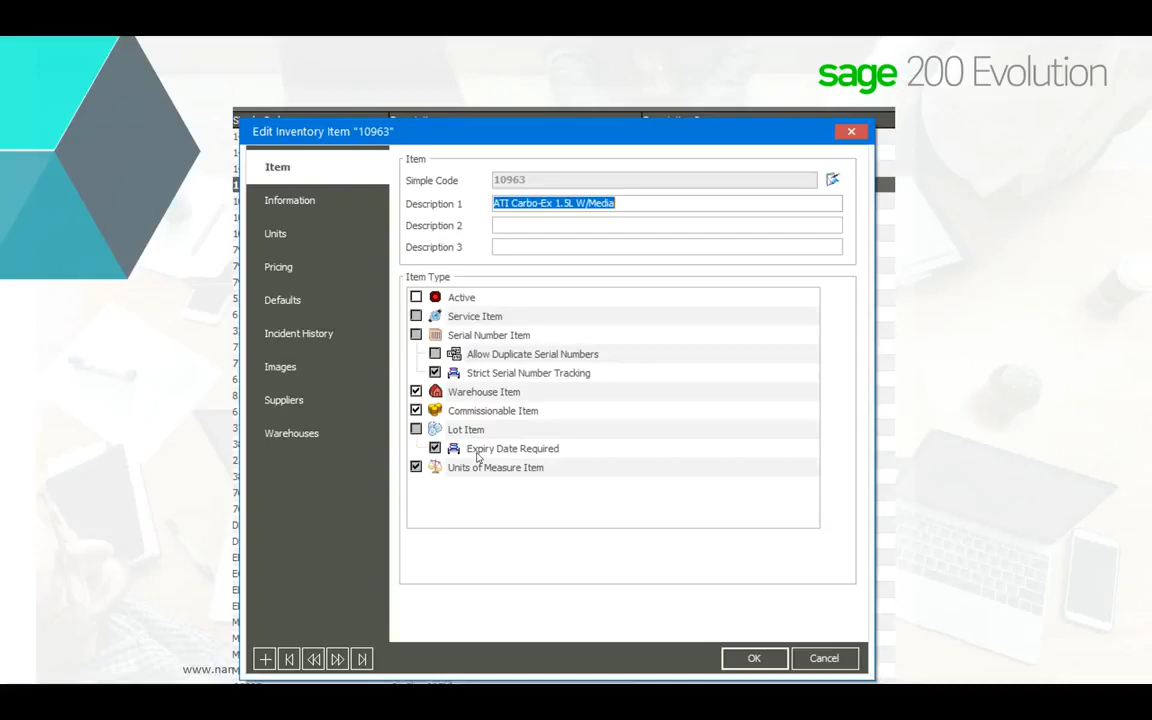 sage 200 Evolution
Edit Inventory Item "10963"
Item
Information
Units
Pricing
Defaults
Incident History
Images
Suppliers
Warehouses
Item
Simple Code 10963
Description 1 ATI Carbo-Ex 1.5L W/Media
Description 2
Description 3
Item Type
Active
Service Item
Serial Number Item
Allow Duplicate Serial Numbers
Strict Serial Number Tracking
Warehouse Item
Commissionable Item
Lot Item
Expiry Date Required
Units of Measure Item
OK Cancel